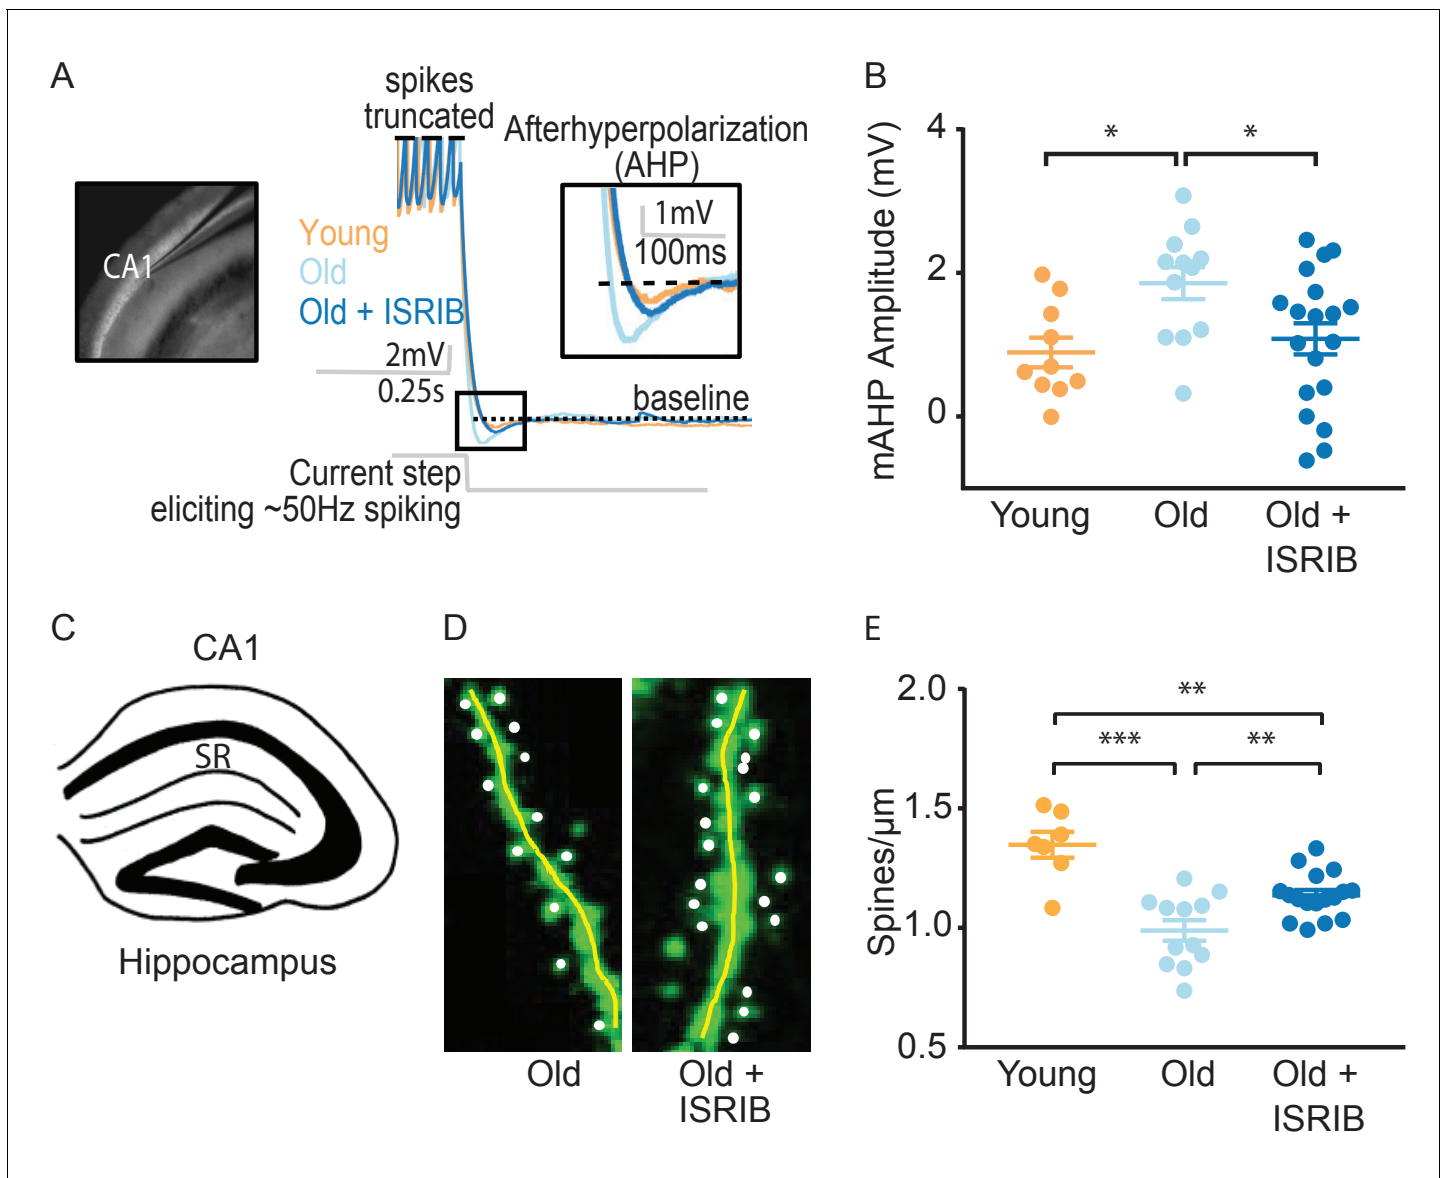 A
spikes
truncated
Afterhyperpolarization
(AHP)
1mV
100ms
CA1
Young
Old
Old + ISRIB
2mV
0.25s
baseline
Current step
eliciting ~50Hz spiking
B
mAHP Amplitude (mV)
4
2
0
*
*
Young
Old
Old +
ISRIB
C
CA1
SR
Hippocampus
D
Old
Old +
ISRIB
E
Spines/µm
2.0
1.5
1.0
0.5
**
***
**
Young
Old
Old +
ISRIB